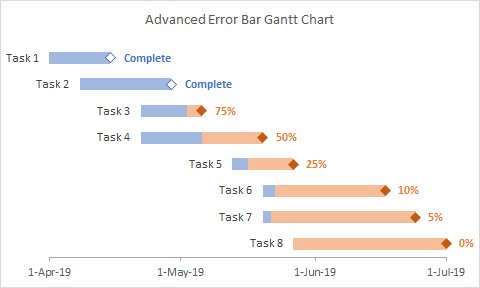 Advanced Error Bar Gantt Chart
Task 1 Complete
Task 2 Complete
Task 3 75%
Task 4 50%
Task 5 25%
Task 6 10%
Task 7 5%
Task 8 0%
1-Apr-19 1-May-19 1-Jun-19 1-Jul-19